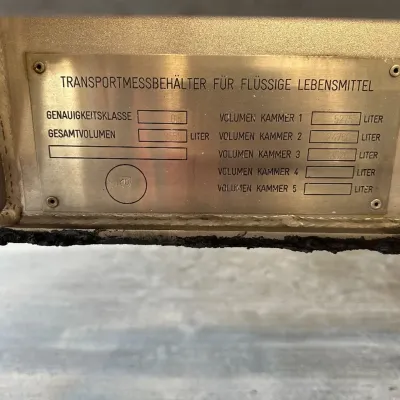 TRANSPORTMESSBEHÄLTER FÜR FLÜSSIGE LEBENSMITTEL
GENAUIGKEITSKLASSE
GESAMTVOLUMEN LITER
VOLUMEN KAMMER 1 LITER
VOLUMEN KAMMER 2 LITER
VOLUMEN KAMMER 3 LITER
VOLUMEN KAMMER 4 LITER
VOLUMEN KAMMER 5 LITER